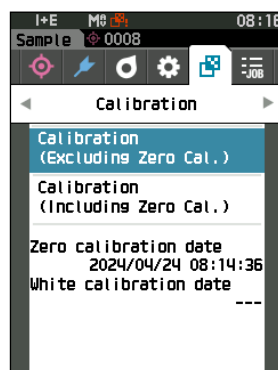 I+E M 08:16
Sample 0008
JOB
Calibration
Calibration
(Excluding Zero Cal.)
Calibration
(Including Zero Cal.)
Zero calibration date
2024/04/24 08:14:36
White calibration date
---